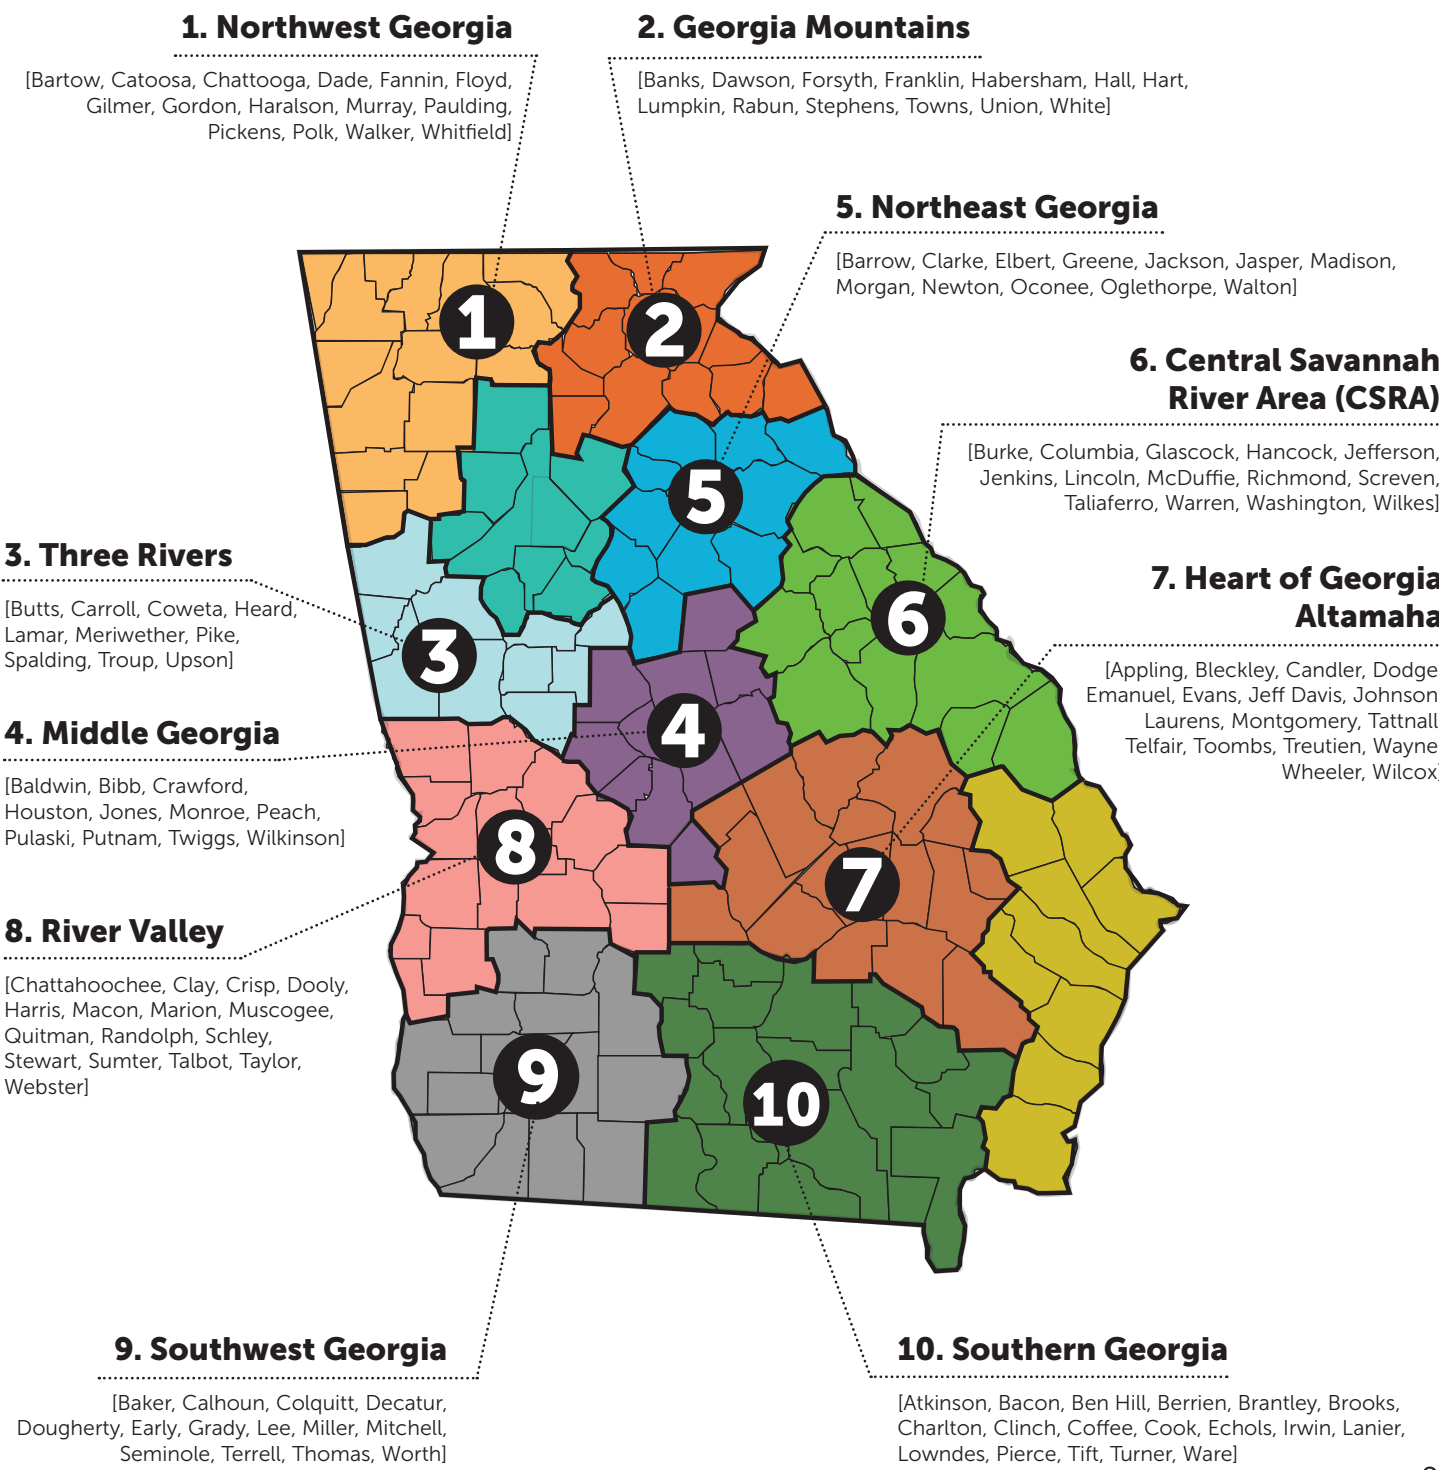 1. Northwest Georgia
[Bartow, Catoosa, Chattooga, Dade, Fannin, Floyd,
Gilmer, Gordon, Haralson, Murray, Paulding,
Pickens, Polk, Walker, Whitfield]
2. Georgia Mountains
[Banks, Dawson, Forsyth, Franklin, Habersham, Hall, Hart,
Lumpkin, Rabun, Stephens, Towns, Union, White]
5. Northeast Georgia
[Barrow, Clarke, Elbert, Greene, Jackson, Jasper, Madison,
Morgan, Newton, Oconee, Oglethorpe, Walton]
6. Central Savannah
River Area (CSRA)
[Burke, Columbia, Glascock, Hancock, Jefferson,
Jenkins, Lincoln, McDuffie, Richmond, Screven,
Taliaferro, Warren, Washington, Wilkes]
3. Three Rivers
[Butts, Carroll, Coweta, Heard,
Lamar, Meriwether, Pike,
Spalding, Troup, Upson]
7. Heart of Georgia
Altamaha
[Appling, Bleckley, Candler, Dodge
Emanuel, Evans, Jeff Davis, Johnson
Laurens, Montgomery, Tattnall
Telfair, Toombs, Treutien, Wayne
Wheeler, Wilcox]
4. Middle Georgia
[Baldwin, Bibb, Crawford,
Houston, Jones, Monroe, Peach,
Pulaski, Putnam, Twiggs, Wilkinson]
8. River Valley
[Chattahoochee, Clay, Crisp, Dooly,
Harris, Macon, Marion, Muscogee,
Quitman, Randolph, Schley,
Stewart, Sumter, Talbot, Taylor,
Webster]
1
2
5
6
3
4
8
7
9
10
9. Southwest Georgia
[Baker, Calhoun, Colquitt, Decatur,
Dougherty, Early, Grady, Lee, Miller, Mitchell,
Seminole, Terrell, Thomas, Worth]
10. Southern Georgia
[Atkinson, Bacon, Ben Hill, Berrien, Brantley, Brooks,
Charlton, Clinch, Coffee, Cook, Echols, Irwin, Lanier,
Lowndes, Pierce, Tift, Turner, Ware]